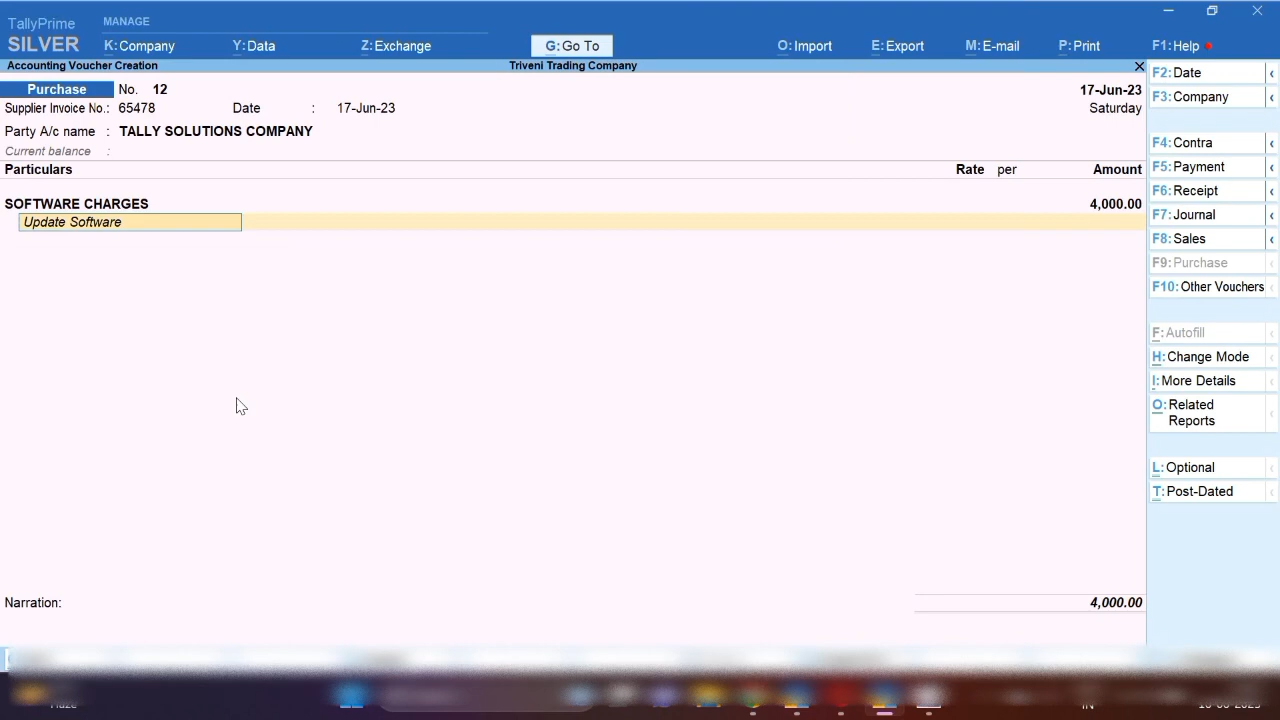 TallyPrime
MANAGE
SILVER
K:Company Y:Data Z:Exchange G:Go To O:Import E:Export M:E-mail P:Print F1:Help
Accounting Voucher Creation Triveni Trading Company
Purchase No. 12 17-Jun-23
Supplier Invoice No.: 65478 Date : 17-Jun-23 Saturday
Party A/c name : TALLY SOLUTIONS COMPANY
Current balance :
Particulars Rate per Amount
SOFTWARE CHARGES 4,000.00
Update Software
Narration: 4,000.00
F2:Date
F3:Company
F4:Contra
F5:Payment
F6:Receipt
F7:Journal
F8:Sales
F9:Purchase
F10:Other Vouchers
F:Autofill
H:Change Mode
I:More Details
O:Related
Reports
L:Optional
T:Post-Dated